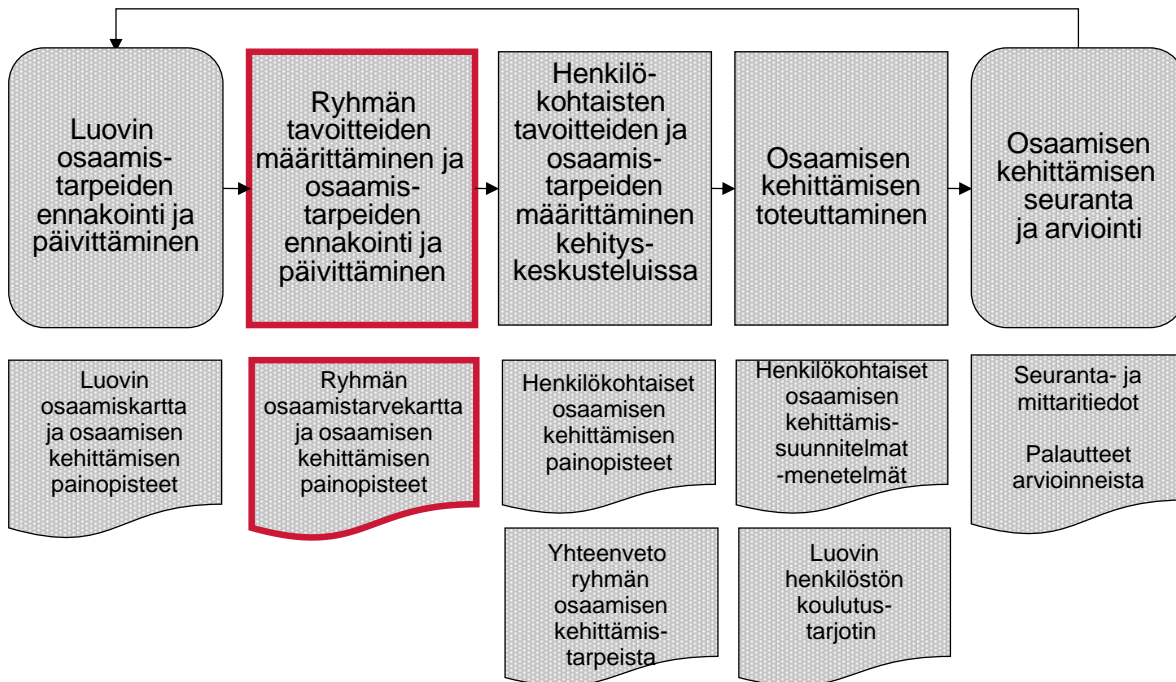 Luovin
osaamis-
tarpeiden
ennakointi ja
päivittäminen
Ryhmän
tavoitteiden
määrittäminen ja
osaamis-
tarpeiden
ennakointi ja
päivittäminen
Henkilö-
kohtaisten
tavoitteiden ja
osaamis-
tarpeiden
määrittäminen
kehitys-
keskusteluissa
Osaamisen
kehittämisen
toteuttaminen
Osaamisen
kehittämisen
seuranta
ja arviointi
Luovin
osaamiskartta
ja osaamisen
kehittämisen
painopisteet
Ryhmän
osaamistarvekartta
ja osaamisen
kehittämisen
painopisteet
Henkilökohtaiset
osaamisen
kehittämisen
painopisteet
Henkilökohtaiset
osaamisen
kehittämis-
suunnitelmat
-menetelmät
Seuranta- ja
mittaritiedot
Palautteet
arvioinneista
Yhteenveto
ryhmän
osaamisen
kehittämis-
tarpeista
Luovin
henkilöstön
koulutus-
tarjotin